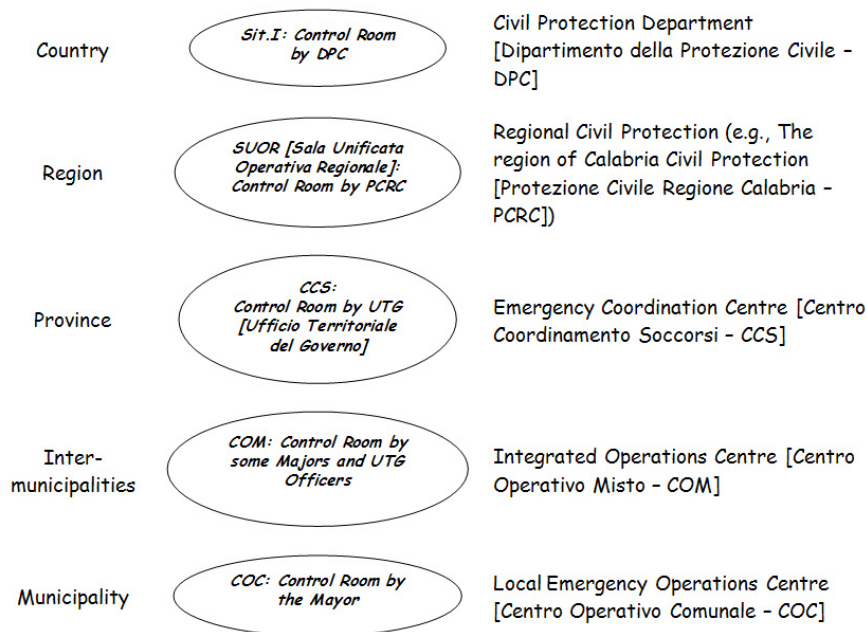 Country
Sit.I: Control Room
by DPC
Civil Protection Department
[Dipartimento della Protezione Civile –
DPC]
Region
SUOR [Sala Unificata
Operativa Regionale]:
Control Room by PCRC
Regional Civil Protection (e.g., The
region of Calabria Civil Protection
[Protezione Civile Regione Calabria –
PCRC])
Province
CCS:
Control Room by UTG
[Ufficio Territoriale
del Governo]
Emergency Coordination Centre [Centro
Coordinamento Soccorsi – CCS]
Inter-
municipalities
COM: Control Room by
some Majors and UTG
Officers
Integrated Operations Centre [Centro
Operativo Misto – COM]
Municipality
COC: Control Room by
the Mayor
Local Emergency Operations Centre
[Centro Operativo Comunale – COC]